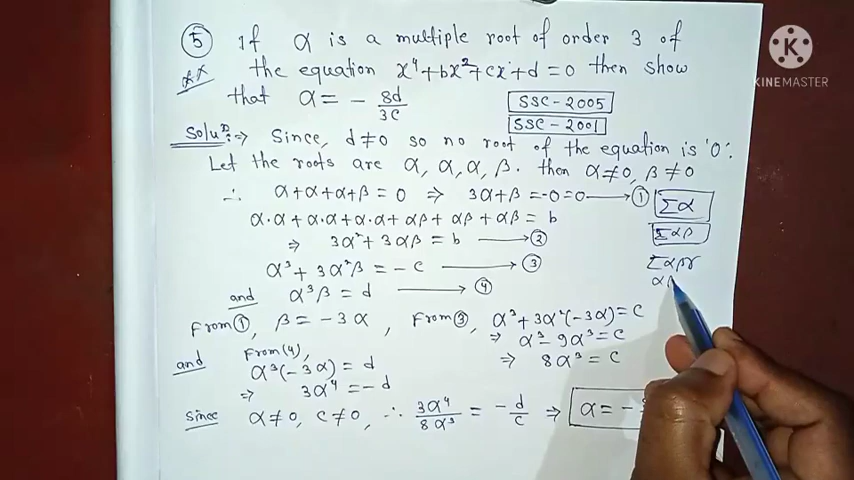 ⑤ If α is a multiple root of order 3 of
** the equation x⁴+bx²+cx+d=0 then show
that α = - 8d/3c
SSC-2005
SSC-2001
Soluⁿ:⇒ Since, d≠0 so no root of the equation is '0'.
Let the roots are α, α, α, β. then α≠0, β≠0
∴ α+α+α+β=0 ⇒ 3α+β=-0=0 ①
Σα
α·α+α·α+α·α+αβ+αβ+αβ=b
Σαβ
⇒ 3α²+3αβ=b ②
α³+3α²β=-c ③
Σαβγ
and α³β=d ④
From ①, β=-3α, From ③, α³+3α²(-3α)=c
⇒ α³-9α³=c
⇒ 8α³=c
and From(4),
α³(-3α)=d
⇒ 3α⁴=-d
Since α≠0, c≠0, ∴ 3α⁴/8α³ = -d/c ⇒ α=-
KINEMASTER